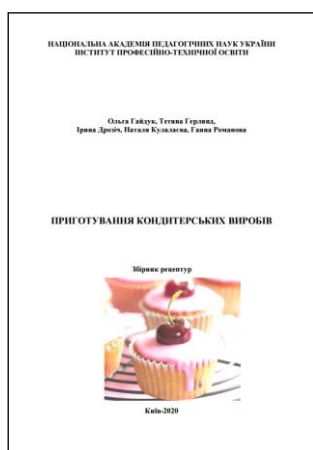 НАЦІОНАЛЬНА АКАДЕМІЯ ПЕДАГОГІЧНИХ НАУК УКРАЇНИ
ІНСТИТУТ ПРОФЕСІЙНО-ТЕХНІЧНОЇ ОСВІТИ
Ольга Гайдук, Тетяна Герлянд,
Ірина Дрозіч, Наталя Кулалаєва, Ганна Романова
ПРИГОТУВАННЯ КОНДИТЕРСЬКИХ ВИРОБІВ
Збірник рецептур
Київ-2020